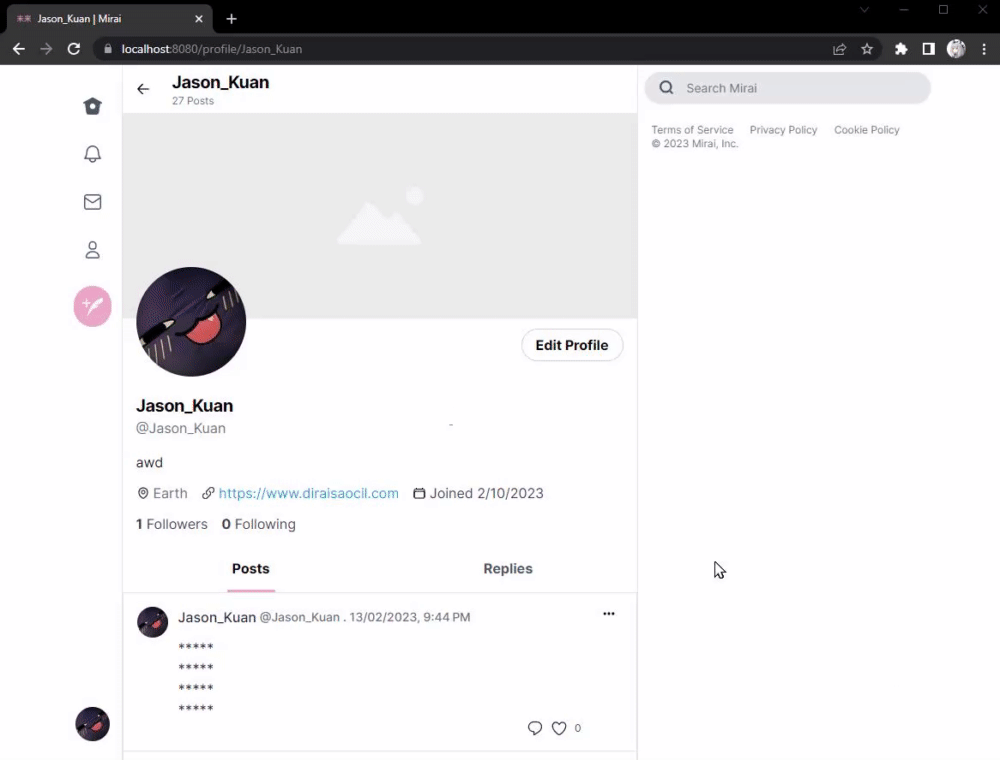 未来 Jason_Kuan | Mirai
localhost:8080/profile/Jason_Kuan
Jason_Kuan
27 Posts
Search Mirai
Terms of Service Privacy Policy Cookie Policy
© 2023 Mirai, Inc.
Edit Profile
Jason_Kuan
@Jason_Kuan
-
awd
Earth https://www.diraisaocil.com Joined 2/10/2023
1 Followers 0 Following
Posts Replies
Jason_Kuan @Jason_Kuan . 13/02/2023, 9:44 PM
*****
*****
*****
*****
0